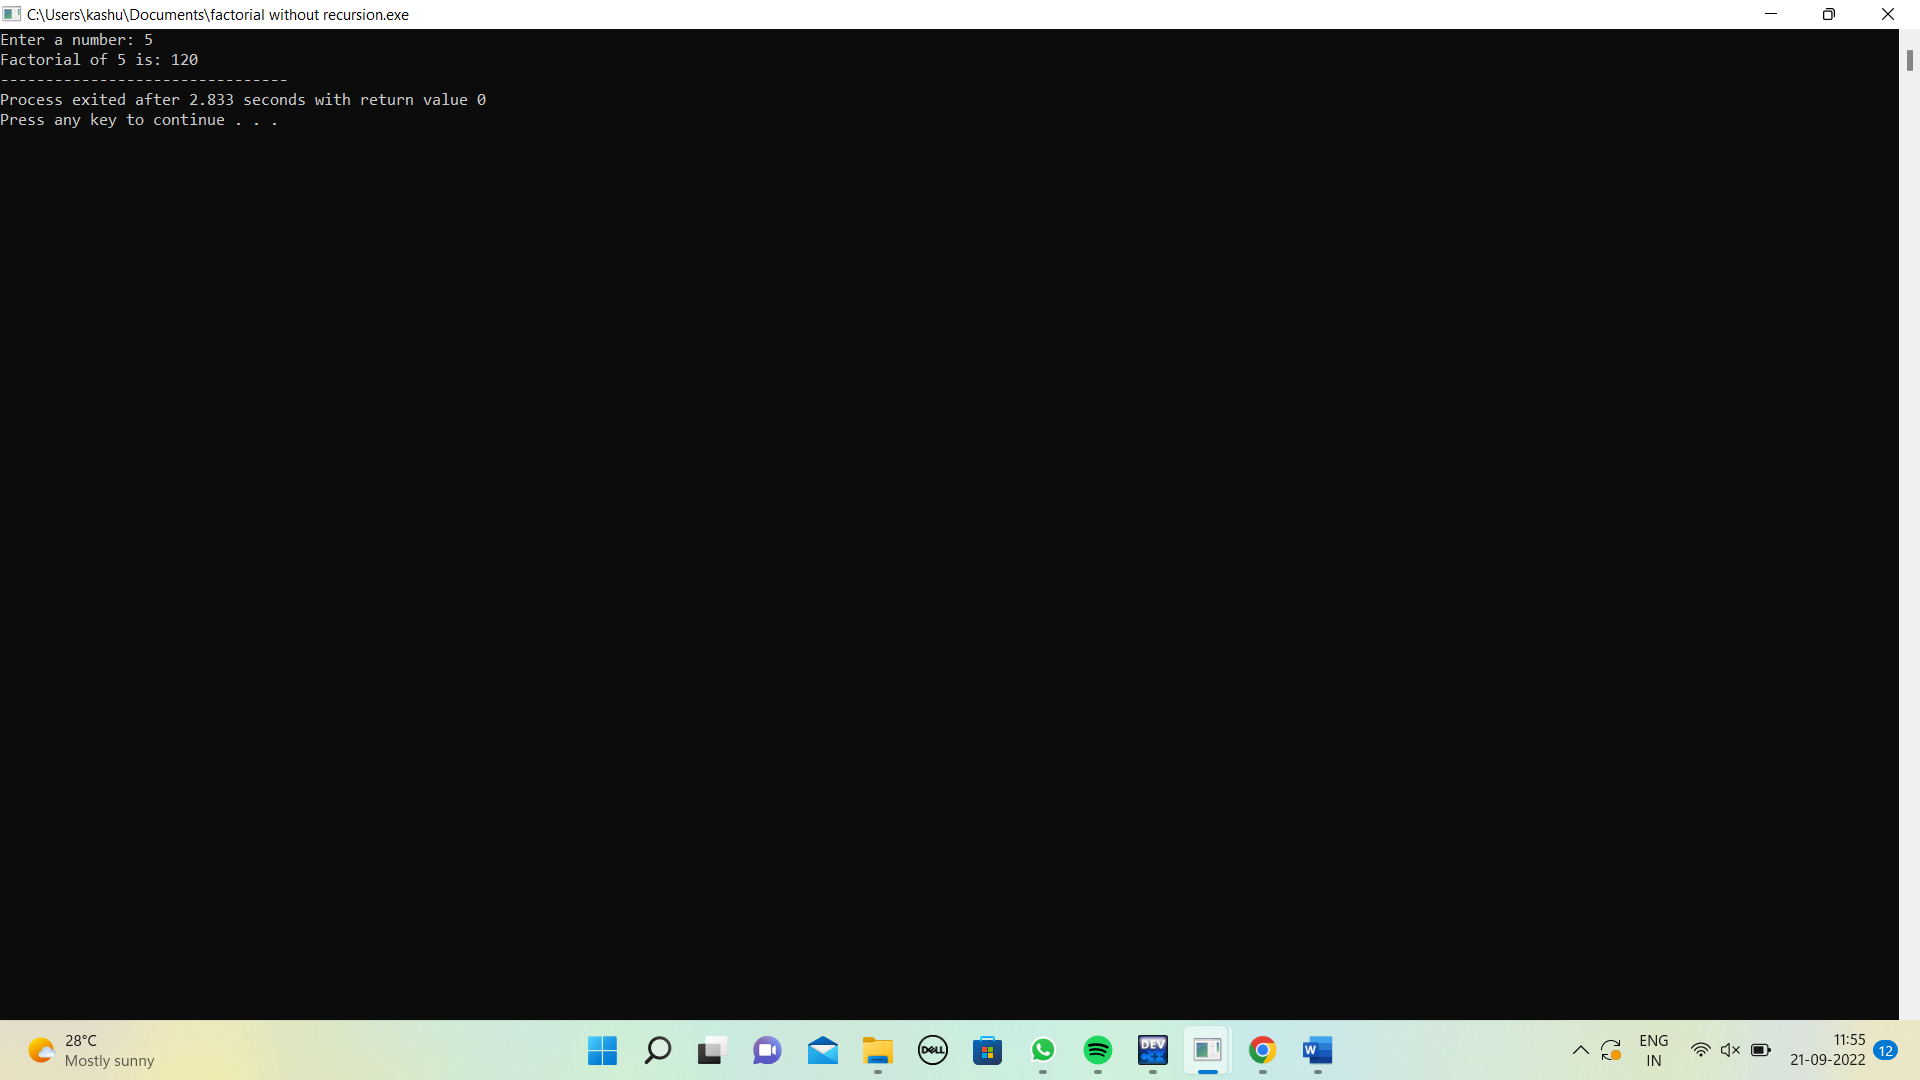 C:\Users\kashu\Documents\factorial without recursion.exe
Enter a number: 5
Factorial of 5 is: 120
--------------------------------
Process exited after 2.833 seconds with return value 0
Press any key to continue . . .
28°C
Mostly sunny
DELL
DEV
C++
W
ENG
IN
11:55
21-09-2022
12